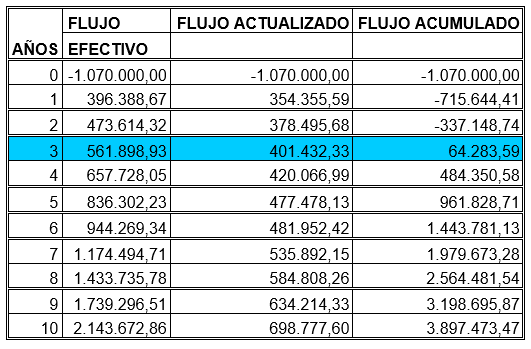 FLUJO FLUJO ACTUALIZADO FLUJO ACUMULADO
AÑOS EFECTIVO
0 -1.070.000,00 -1.070.000,00 -1.070.000,00
1 396.388,67 354.355,59 -715.644,41
2 473.614,32 378.495,68 -337.148,74
3 561.898,93 401.432,33 64.283,59
4 657.728,05 420.066,99 484.350,58
5 836.302,23 477.478,13 961.828,71
6 944.269,34 481.952,42 1.443.781,13
7 1.174.494,71 535.892,15 1.979.673,28
8 1.433.735,78 584.808,26 2.564.481,54
9 1.739.296,51 634.214,33 3.198.695,87
10 2.143.672,86 698.777,60 3.897.473,47